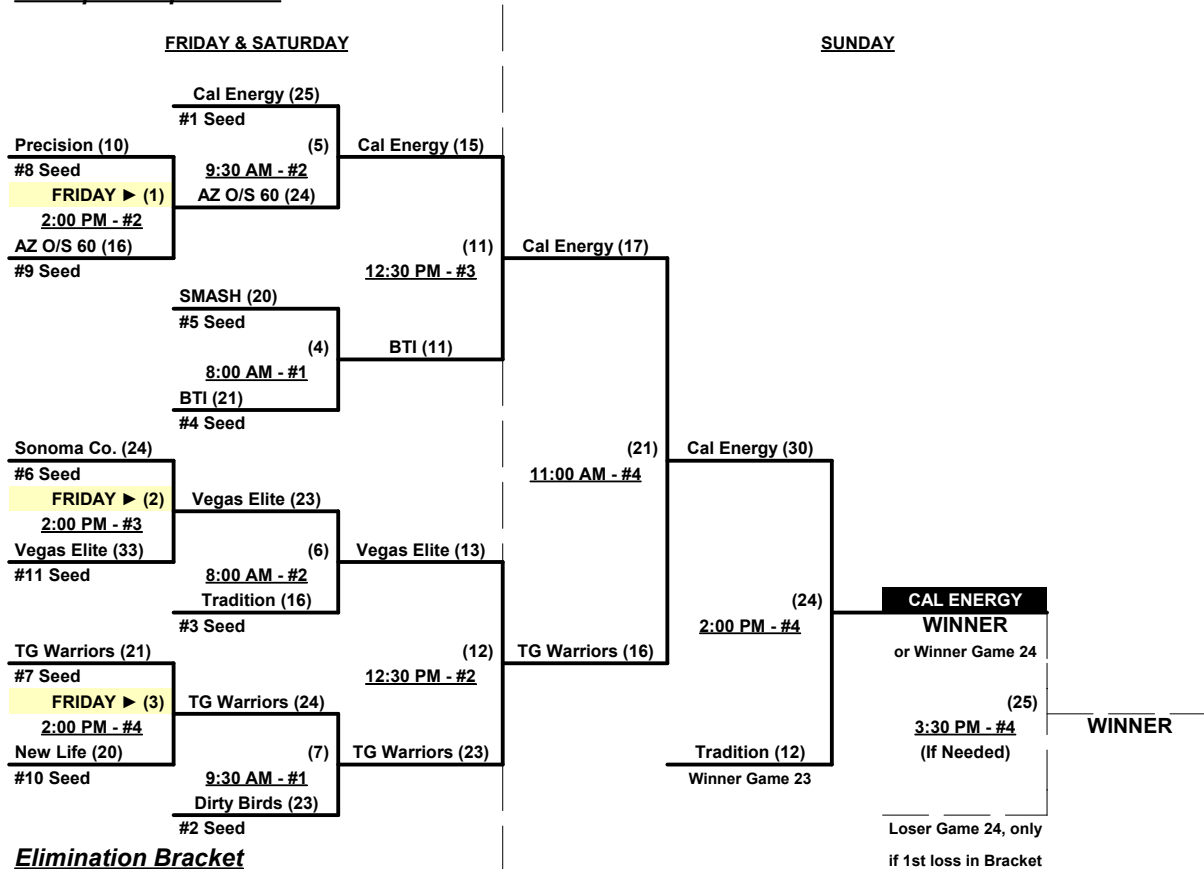 FRIDAY & SATURDAY
SUNDAY
Cal Energy (25)
#1 Seed
Precision (10)
(5)
Cal Energy (15)
#8 Seed
9:30 AM - #2
FRIDAY ► (1)
AZ O/S 60 (24)
2:00 PM - #2
AZ O/S 60 (16)
(11)
Cal Energy (17)
#9 Seed
12:30 PM - #3
SMASH (20)
#5 Seed
(4)
BTI (11)
8:00 AM - #1
BTI (21)
#4 Seed
Sonoma Co. (24)
(21)
Cal Energy (30)
#6 Seed
11:00 AM - #4
FRIDAY ► (2)
Vegas Elite (23)
2:00 PM - #3
Vegas Elite (33)
(6)
Vegas Elite (13)
#11 Seed
8:00 AM - #2
Tradition (16)
(24)
CAL ENERGY
#3 Seed
2:00 PM - #4
WINNER
TG Warriors (21)
(12)
TG Warriors (16)
or Winner Game 24
#7 Seed
12:30 PM - #2
FRIDAY ► (3)
TG Warriors (24)
(25)
2:00 PM - #4
3:30 PM - #4
WINNER
New Life (20)
(7)
TG Warriors (23)
Tradition (12)
(If Needed)
#10 Seed
9:30 AM - #1
Winner Game 23
Dirty Birds (23)
#2 Seed
Loser Game 24, only
Elimination Bracket
if 1st loss in Bracket